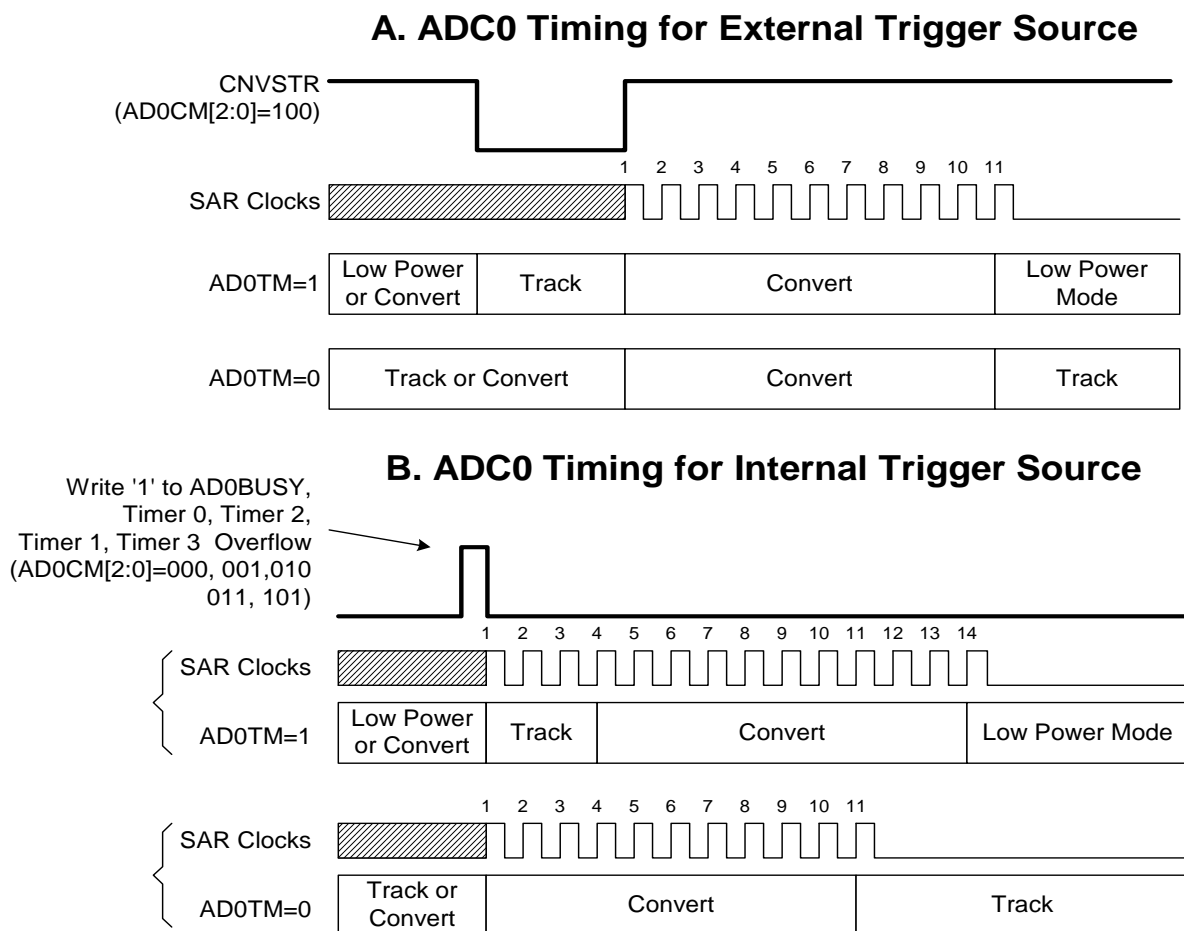 A. ADC0 Timing for External Trigger Source
CNVSTR
(AD0CM[2:0]=100)
1 2 3 4 5 6 7 8 9 10 11
SAR Clocks
AD0TM=1
Low Power
or Convert
Track
Convert
Low Power
Mode
AD0TM=0
Track or Convert
Convert
Track
B. ADC0 Timing for Internal Trigger Source
Write '1' to AD0BUSY,
Timer 0, Timer 2,
Timer 1, Timer 3 Overflow
(AD0CM[2:0]=000, 001,010
011, 101)
1 2 3 4 5 6 7 8 9 10 11 12 13 14
SAR Clocks
AD0TM=1
Low Power
or Convert
Track
Convert
Low Power Mode
1 2 3 4 5 6 7 8 9 10 11
SAR Clocks
AD0TM=0
Track or
Convert
Convert
Track